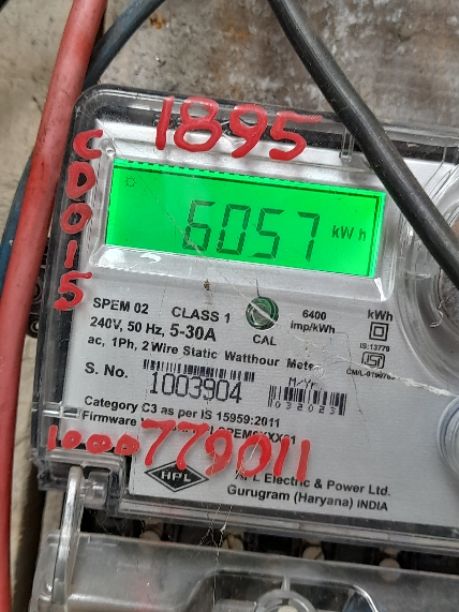 1895
CD015
6057 kWh
SPEM 02 CLASS 1 6400 imp/kWh kWh
240V, 50 Hz, 5-30A CAL IS:13779
ac, 1Ph, 2 Wire Static Watthour
S. No. 1003904 M/Yr
032023
Category C3 as per IS 15959:2011
Firmware
1000779011
HPL
HPL Electric & Power Ltd.
Gurugram (Haryana) INDIA